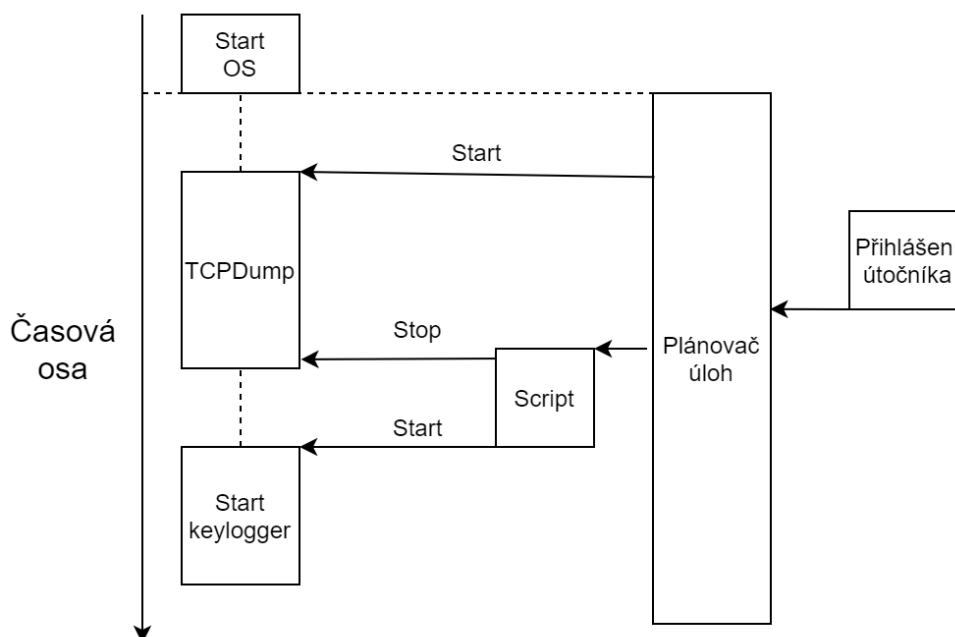 Start
OS
Start
TCPDump
Přihlášen
útočníka
Časová
osa
Stop
Plánovač
úloh
Script
Start
Start
keylogger